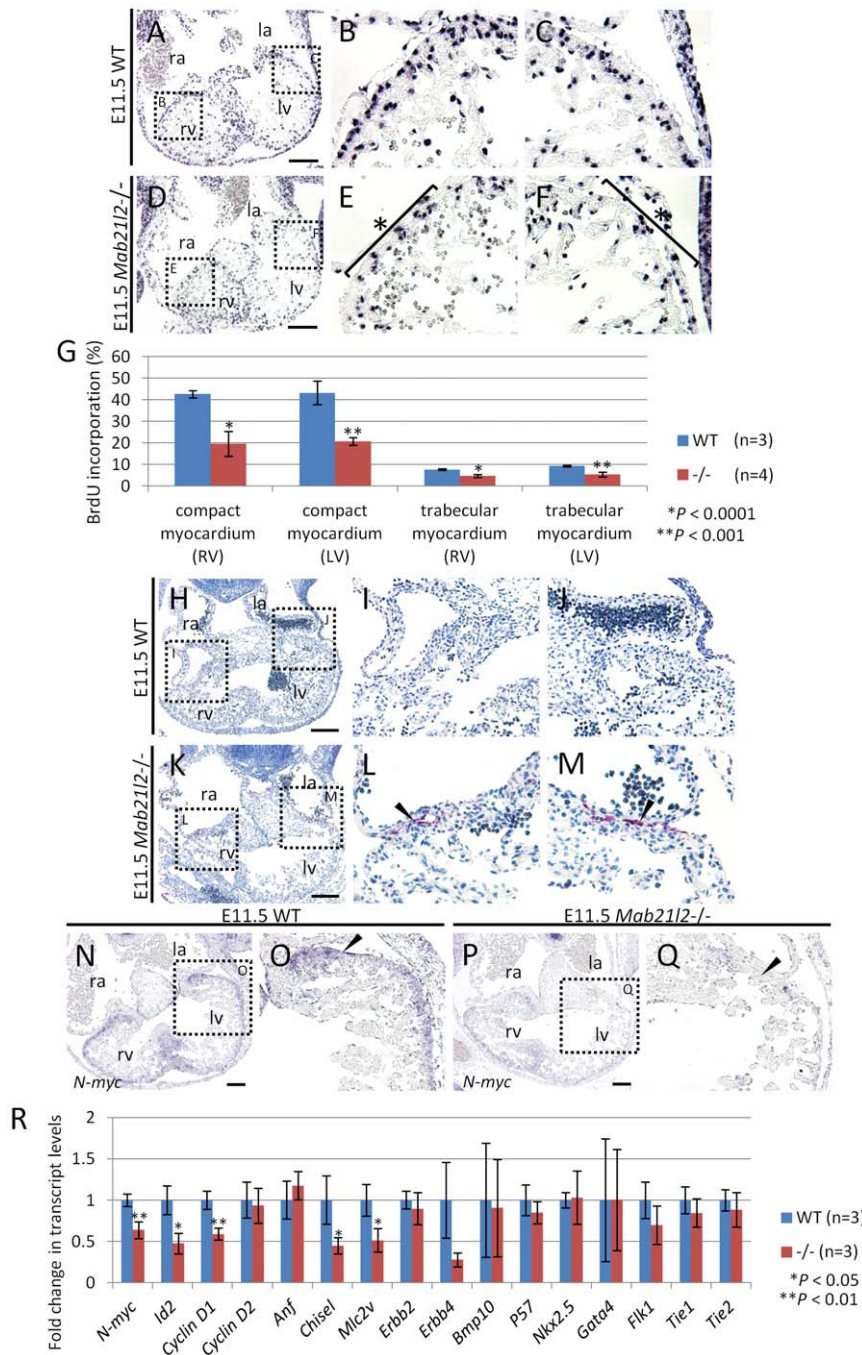 E11.5 WT
A
ra
la
C
B
rv
lv
B
C
E11.5 Mab21l2-/-
D
la
ra
F
E
rv
lv
E
*
F
*
G
BrdU incorporation (%)
60
50
40
30
20
10
0
*
**
*
**
compact myocardium (RV)
compact myocardium (LV)
trabecular myocardium (RV)
trabecular myocardium (LV)
WT (n=3)
-/- (n=4)
*P < 0.0001
**P < 0.001
E11.5 WT
H
la
ra
J
I
lv
rv
I
J
E11.5 Mab21l2-/-
K
la
ra
M
L
rv
lv
L
M
E11.5 WT
E11.5 Mab21l2-/-
N
la
ra
O
lv
rv
N-myc
O
P
la
ra
Q
rv
lv
N-myc
Q
R
Fold change in transcript levels
2
1.5
1
0.5
0
**
*
**
*
*
N-myc
Id2
Cyclin D1
Cyclin D2
Anf
Chisel
Mlc2v
Erbb2
Erbb4
Bmp10
P57
Nkx2.5
Gata4
Flk1
Tie1
Tie2
WT (n=3)
-/- (n=3)
*P < 0.05
**P < 0.01